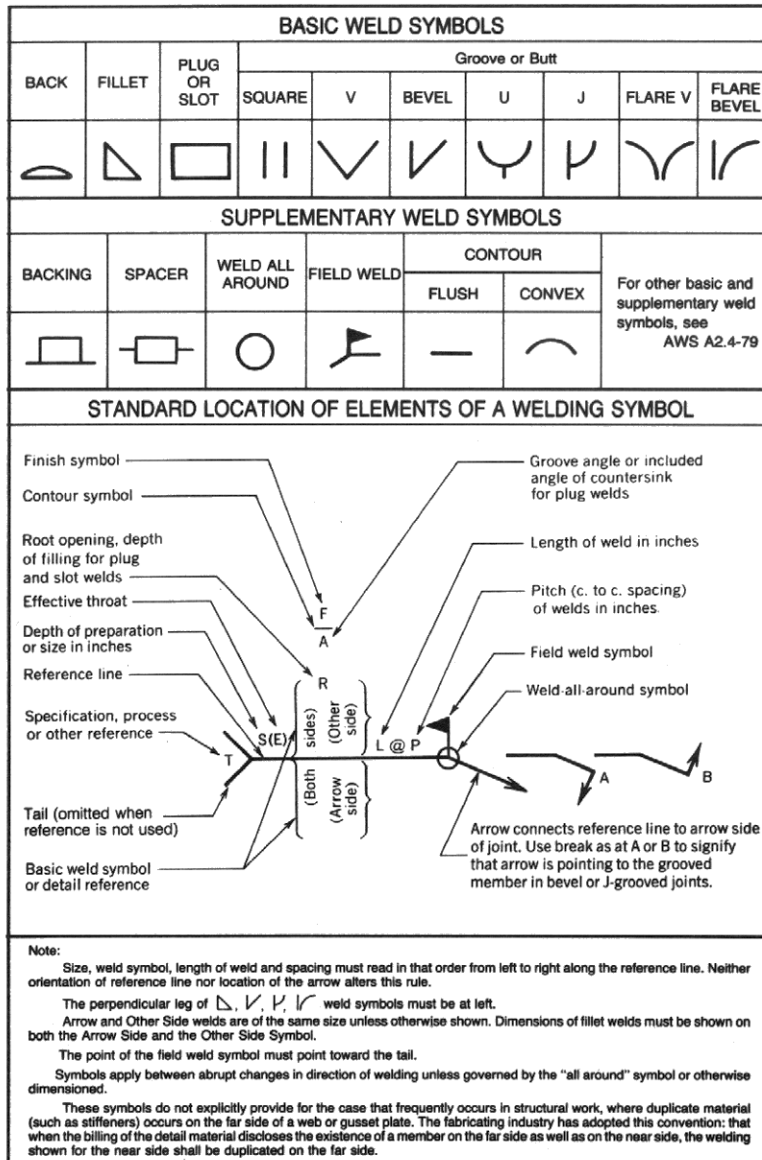 BASIC WELD SYMBOLS
BACK
FILLET
PLUG
OR
SLOT
Groove or Butt
SQUARE
V
BEVEL
U
J
FLARE V
FLARE
BEVEL
SUPPLEMENTARY WELD SYMBOLS
BACKING
SPACER
WELD ALL
AROUND
FIELD WELD
CONTOUR
FLUSH
CONVEX
For other basic and
supplementary weld
symbols, see
AWS A2.4-79
STANDARD LOCATION OF ELEMENTS OF A WELDING SYMBOL
Finish symbol
Contour symbol
Root opening, depth
of filling for plug
and slot welds
Effective throat
Depth of preparation
or size in inches
Reference line
Specification, process
or other reference
Tail (omitted when
reference is not used)
Basic weld symbol
or detail reference
F
A
R
S(E)
T
(Both
sides)
(Arrow
side)
(Other
side)
L @ P
Groove angle or included
angle of countersink
for plug welds
Length of weld in inches
Pitch (c. to c. spacing)
of welds in inches
Field weld symbol
Weld-all-around symbol
A
B
Arrow connects reference line to arrow side
of joint. Use break as at A or B to signify
that arrow is pointing to the grooved
member in bevel or J-grooved joints.
Note:
Size, weld symbol, length of weld and spacing must read in that order from left to right along the reference line. Neither
orientation of reference line nor location of the arrow alters this rule.
The perpendicular leg of , , , weld symbols must be at left.
Arrow and Other Side welds are of the same size unless otherwise shown. Dimensions of fillet welds must be shown on
both the Arrow Side and the Other Side Symbol.
The point of the field weld symbol must point toward the tail.
Symbols apply between abrupt changes in direction of welding unless governed by the “all around” symbol or otherwise
dimensioned.
These symbols do not explicitly provide for the case that frequently occurs in structural work, where duplicate material
(such as stiffeners) occurs on the far side of a web or gusset plate. The fabricating industry has adopted this convention: that
when the billing of the detail material discloses the existence of a member on the far side as well as on the near side, the welding
shown for the near side shall be duplicated on the far side.